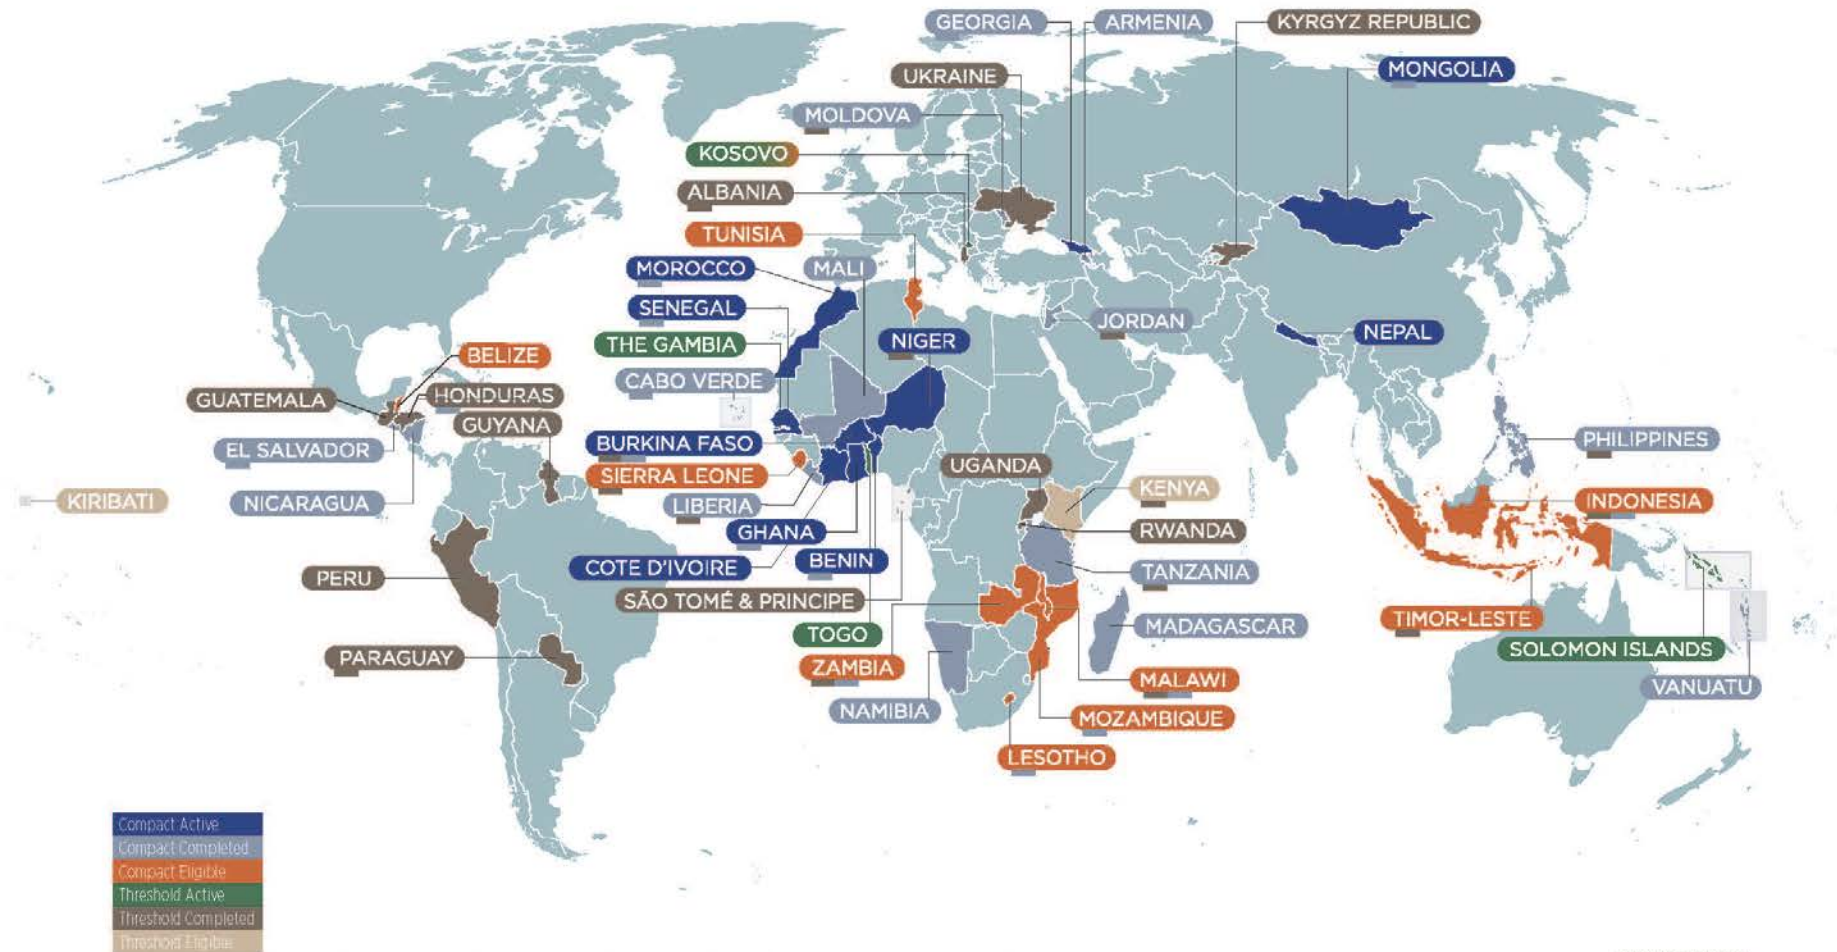 GEORGIA
ARMENIA
KYRGYZ REPUBLIC
UKRAINE
MONGOLIA
MOLDOVA
KOSOVO
ALBANIA
TUNISIA
MOROCCO
MALI
SENEGAL
JORDAN
NEPAL
THE GAMBIA
NIGER
BELIZE
CABO VERDE
GUATEMALA
HONDURAS
GUYANA
EL SALVADOR
BURKINA FASO
PHILIPPINES
UGANDA
SIERRA LEONE
KENYA
INDONESIA
KIRIBATI
NICARAGUA
LIBERIA
GHANA
RWANDA
COTE D'IVOIRE
BENIN
TANZANIA
PERU
SÃO TOMÉ & PRINCIPE
TIMOR-LESTE
TOGO
MADAGASCAR
SOLOMON ISLANDS
PARAGUAY
ZAMBIA
MALAWI
VANUATU
NAMIBIA
MOZAMBIQUE
LESOTHO
Compact Active
Compact Completed
Compact Eligible
Threshold Active
Threshold Completed
Threshold Eligible